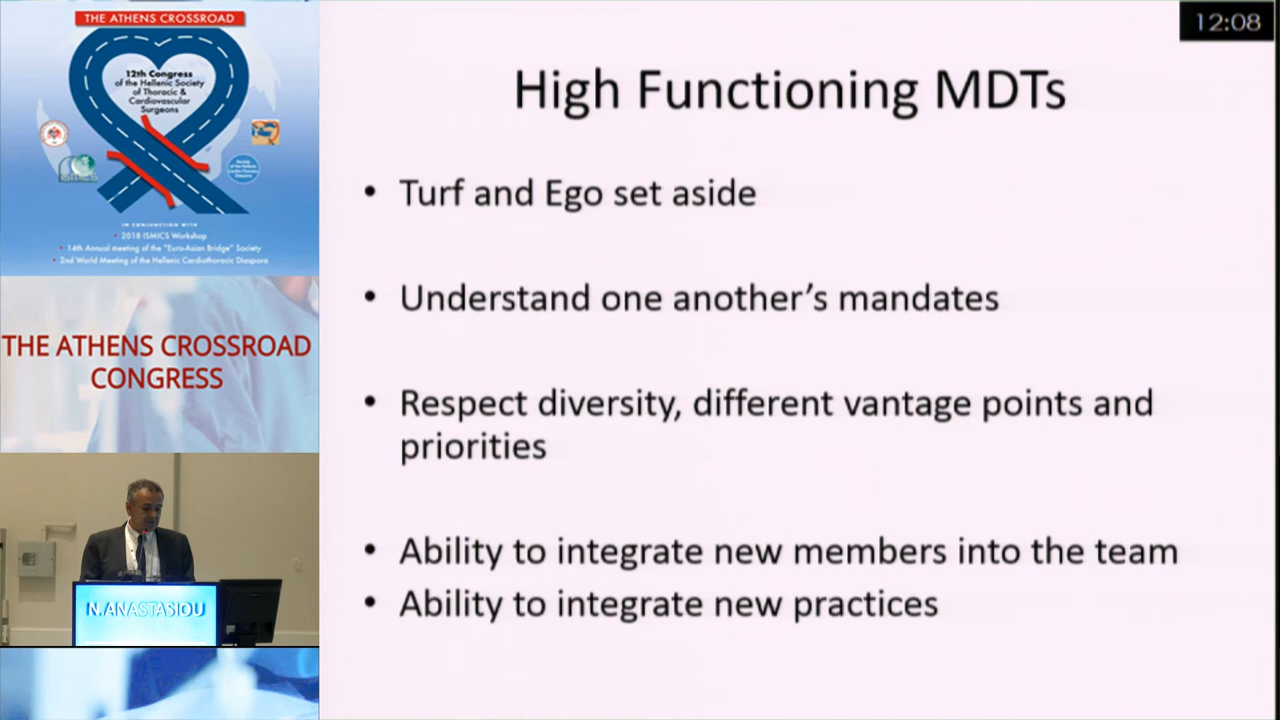 THE ATHENS CROSSROAD
12th Congress
of the Hellenic Society
of Thoracic &
Cardiovascular
Surgeons
ISMICS
IN CONJUNCTION WITH
• 2018 ISMICS Workshop
• 14th Annual meeting of the "Euro-Asian Bridge" Society
• 2nd World Meeting of the Hellenic Cardiothoracic Diaspora
THE ATHENS CROSSROAD
CONGRESS
N.ANASTASIOU
12:08
High Functioning MDTs
• Turf and Ego set aside
• Understand one another's mandates
• Respect diversity, different vantage points and
priorities
• Ability to integrate new members into the team
• Ability to integrate new practices